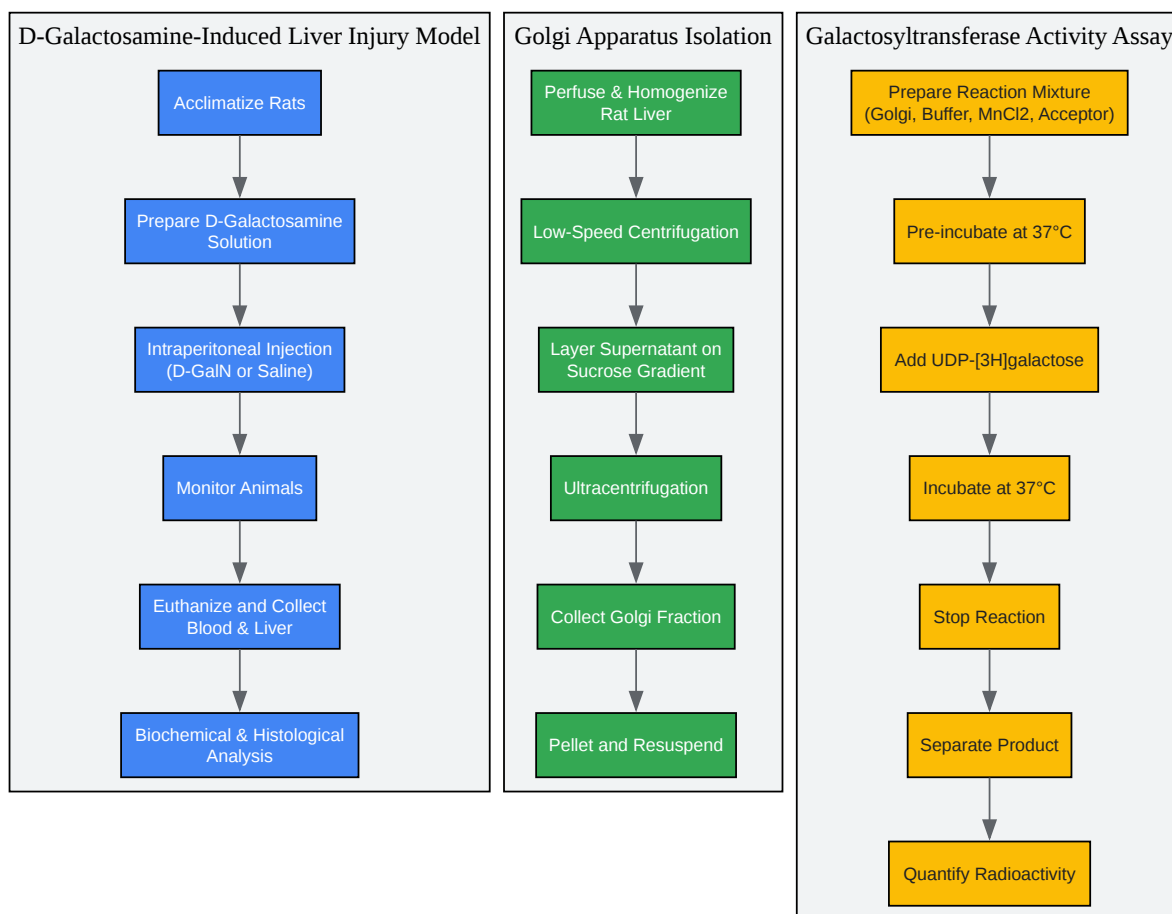 D-Galactosamine-Induced Liver Injury Model
Acclimatize Rats
Prepare D-Galactosamine
Solution
Intraperitoneal Injection
(D-GalN or Saline)
Monitor Animals
Euthanize and Collect
Blood & Liver
Biochemical & Histological
Analysis
Golgi Apparatus Isolation
Perfuse & Homogenize
Rat Liver
Low-Speed Centrifugation
Layer Supernatant on
Sucrose Gradient
Ultracentrifugation
Collect Golgi Fraction
Pellet and Resuspend
Galactosyltransferase Activity Assay
Prepare Reaction Mixture
(Golgi, Buffer, MnCl2, Acceptor)
Pre-incubate at 37°C
Add UDP-[3H]galactose
Incubate at 37°C
Stop Reaction
Separate Product
Quantify Radioactivity